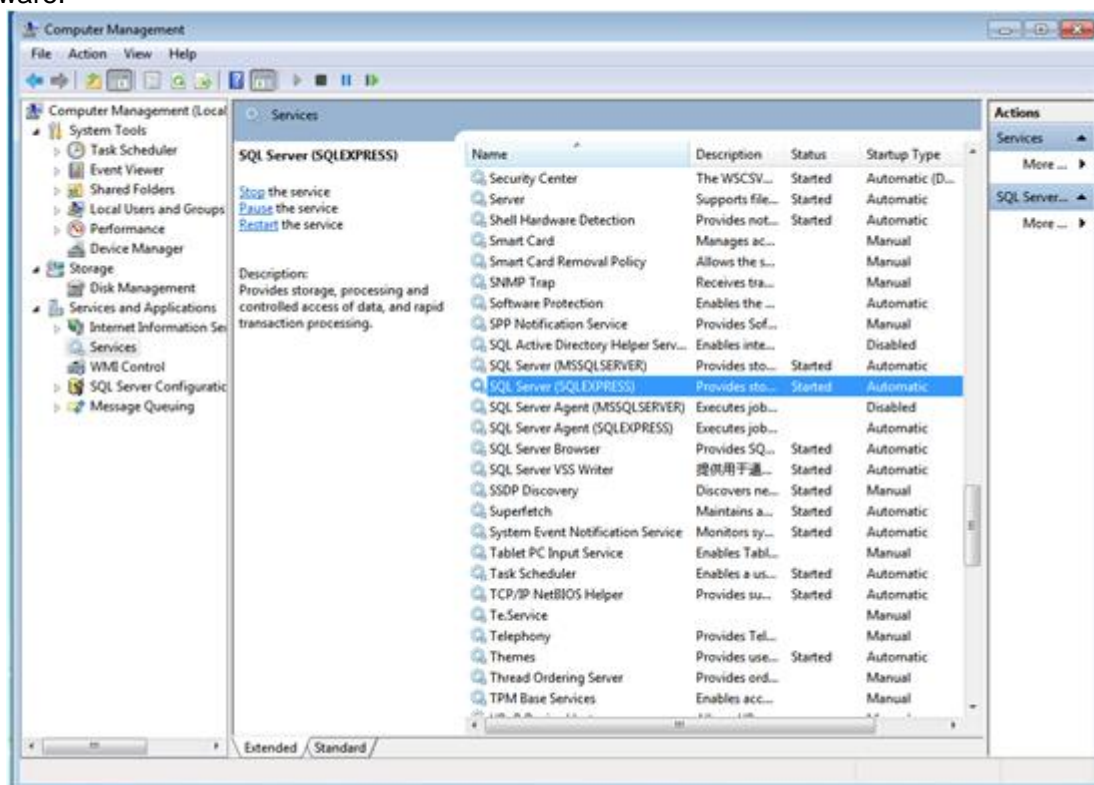 ware.
Computer Management
File Action View Help
Computer Management (Local
System Tools
Task Scheduler
Event Viewer
Shared Folders
Local Users and Groups
Performance
Device Manager
Storage
Disk Management
Services and Applications
Internet Information Ser
Services
WMI Control
SQL Server Configuratic
Message Queuing
Services
SQL Server (SQLEXPRESS)
Stop the service
Pause the service
Restart the service
Description:
Provides storage, processing and
controlled access of data, and rapid
transaction processing.
Name Description Status Startup Type
Security Center The WSCSV... Started Automatic (D...
Server Supports file... Started Automatic
Shell Hardware Detection Provides not... Started Automatic
Smart Card Manages ac... Manual
Smart Card Removal Policy Allows the s... Manual
SNMP Trap Receives tra... Manual
Software Protection Enables the ... Automatic
SPP Notification Service Provides Sof... Manual
SQL Active Directory Helper Serv... Enables inte... Disabled
SQL Server (MSSQLSERVER) Provides sto... Started Automatic
SQL Server (SQLEXPRESS) Provides sto... Started Automatic
SQL Server Agent (MSSQLSERVER) Executes job... Disabled
SQL Server Agent (SQLEXPRESS) Executes job... Automatic
SQL Server Browser Provides SQ... Started Automatic
SQL Server VSS Writer 提供用于通... Started Automatic
SSDP Discovery Discovers ne... Started Manual
Superfetch Maintains a... Started Automatic
System Event Notification Service Monitors sy... Started Automatic
Tablet PC Input Service Enables Tabl... Manual
Task Scheduler Enables a us... Started Automatic
TCP/IP NetBIOS Helper Provides su... Started Automatic
Te.Service Manual
Telephony Provides Tel... Manual
Themes Provides use... Started Automatic
Thread Ordering Server Provides ord... Manual
TPM Base Services Enables acc... Manual
Extended Standard
Actions
Services
More ...
SQL Server...
More ...